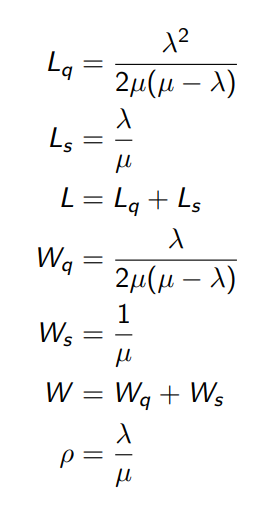 L_q = λ² / 2μ(μ − λ)
L_s = λ / μ
L = L_q + L_s
W_q = λ / 2μ(μ − λ)
W_s = 1 / μ
W = W_q + W_s
ρ = λ / μ